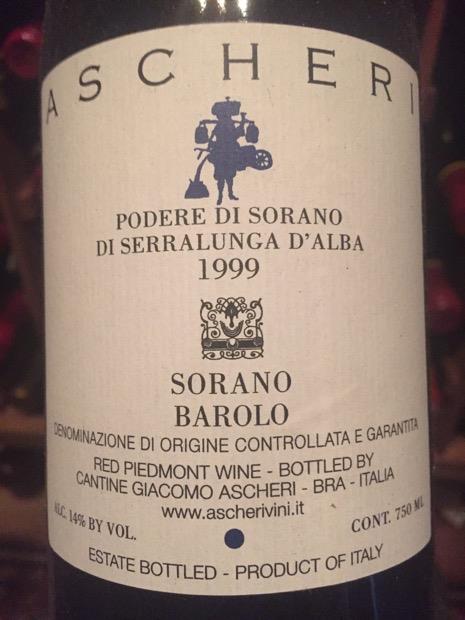 ASCHERI
PODERE DI SORANO
DI SERRALUNGA D'ALBA
1999
SORANO
BAROLO
DENOMINAZIONE DI ORIGINE CONTROLLATA E GARANTITA
RED PIEDMONT WINE - BOTTLED BY
CANTINE GIACOMO ASCHERI - BRA - ITALIA
www.ascherivini.it
ALC. 14% BY VOL.
CONT. 750 ML
ESTATE BOTTLED - PRODUCT OF ITALY